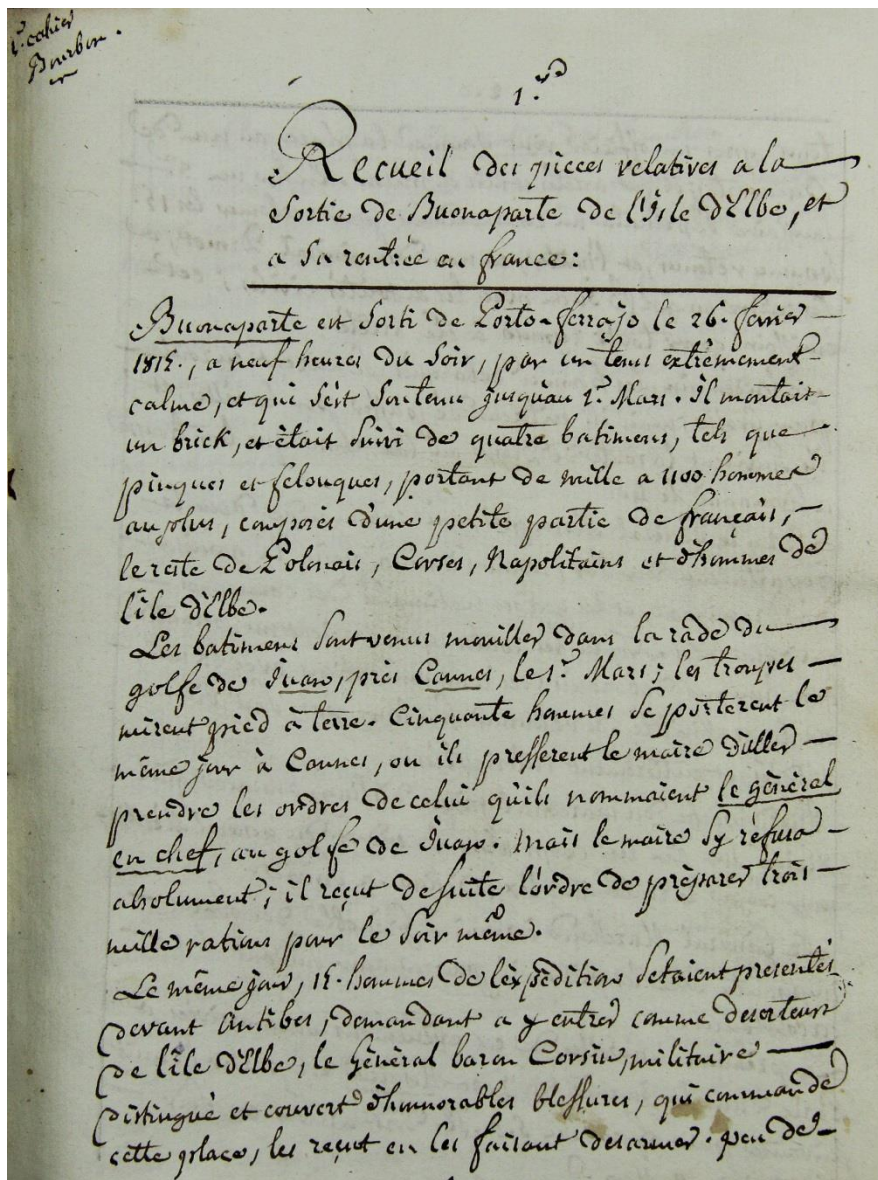 1er cahier
Bourbon.
1.er
Recueil des pieces relatives a la
Sortie de Buonaparte de l'Isle d'Elbe, et
a Sa rentrée en france:
Buonaparte est Sorti de Porto-ferrajo le 26. fevrier
1815., a neuf heures du Soir, par un tems extrêmement
calme, et qui s'est Soutenu jusqu'au 1.er Mars. Il montait
un brick, et était Suivi de quatre batimens, tels que
pinques et felouques, portant de mille a 1100 hommes
au plus, composés d'une petite partie de français,
le reste de Polonais, Corses, Napolitains et d'hommes de
l'île d'Elbe.
Les batimens Sont venus mouiller dans la rade du
golfe de Juan, près Cannes, le 1.er Mars; les troupes
mirent pied à terre. Cinquante hommes Se porterent le
même jour à Cannes, ou ils presserent le maire d'aller
prendre les ordres de celui qu'ils nommaient le général
en chef, au golfe de Juan. Mais le maire S'y refusa
absolument; il reçut de suite l'ordre de préparer trois
mille rations pour le Soir même.
Le même jour, 15. hommes de l'expédition S'etaient presentés
devant Antibes, demandant a y entrer comme deserteurs
de l'île d'Elbe, le Général baron Corsin, militaire
distingué et couvert d'honnorables blessures, qui commande
cette place, les reçut en les faisant desarmer. peu de